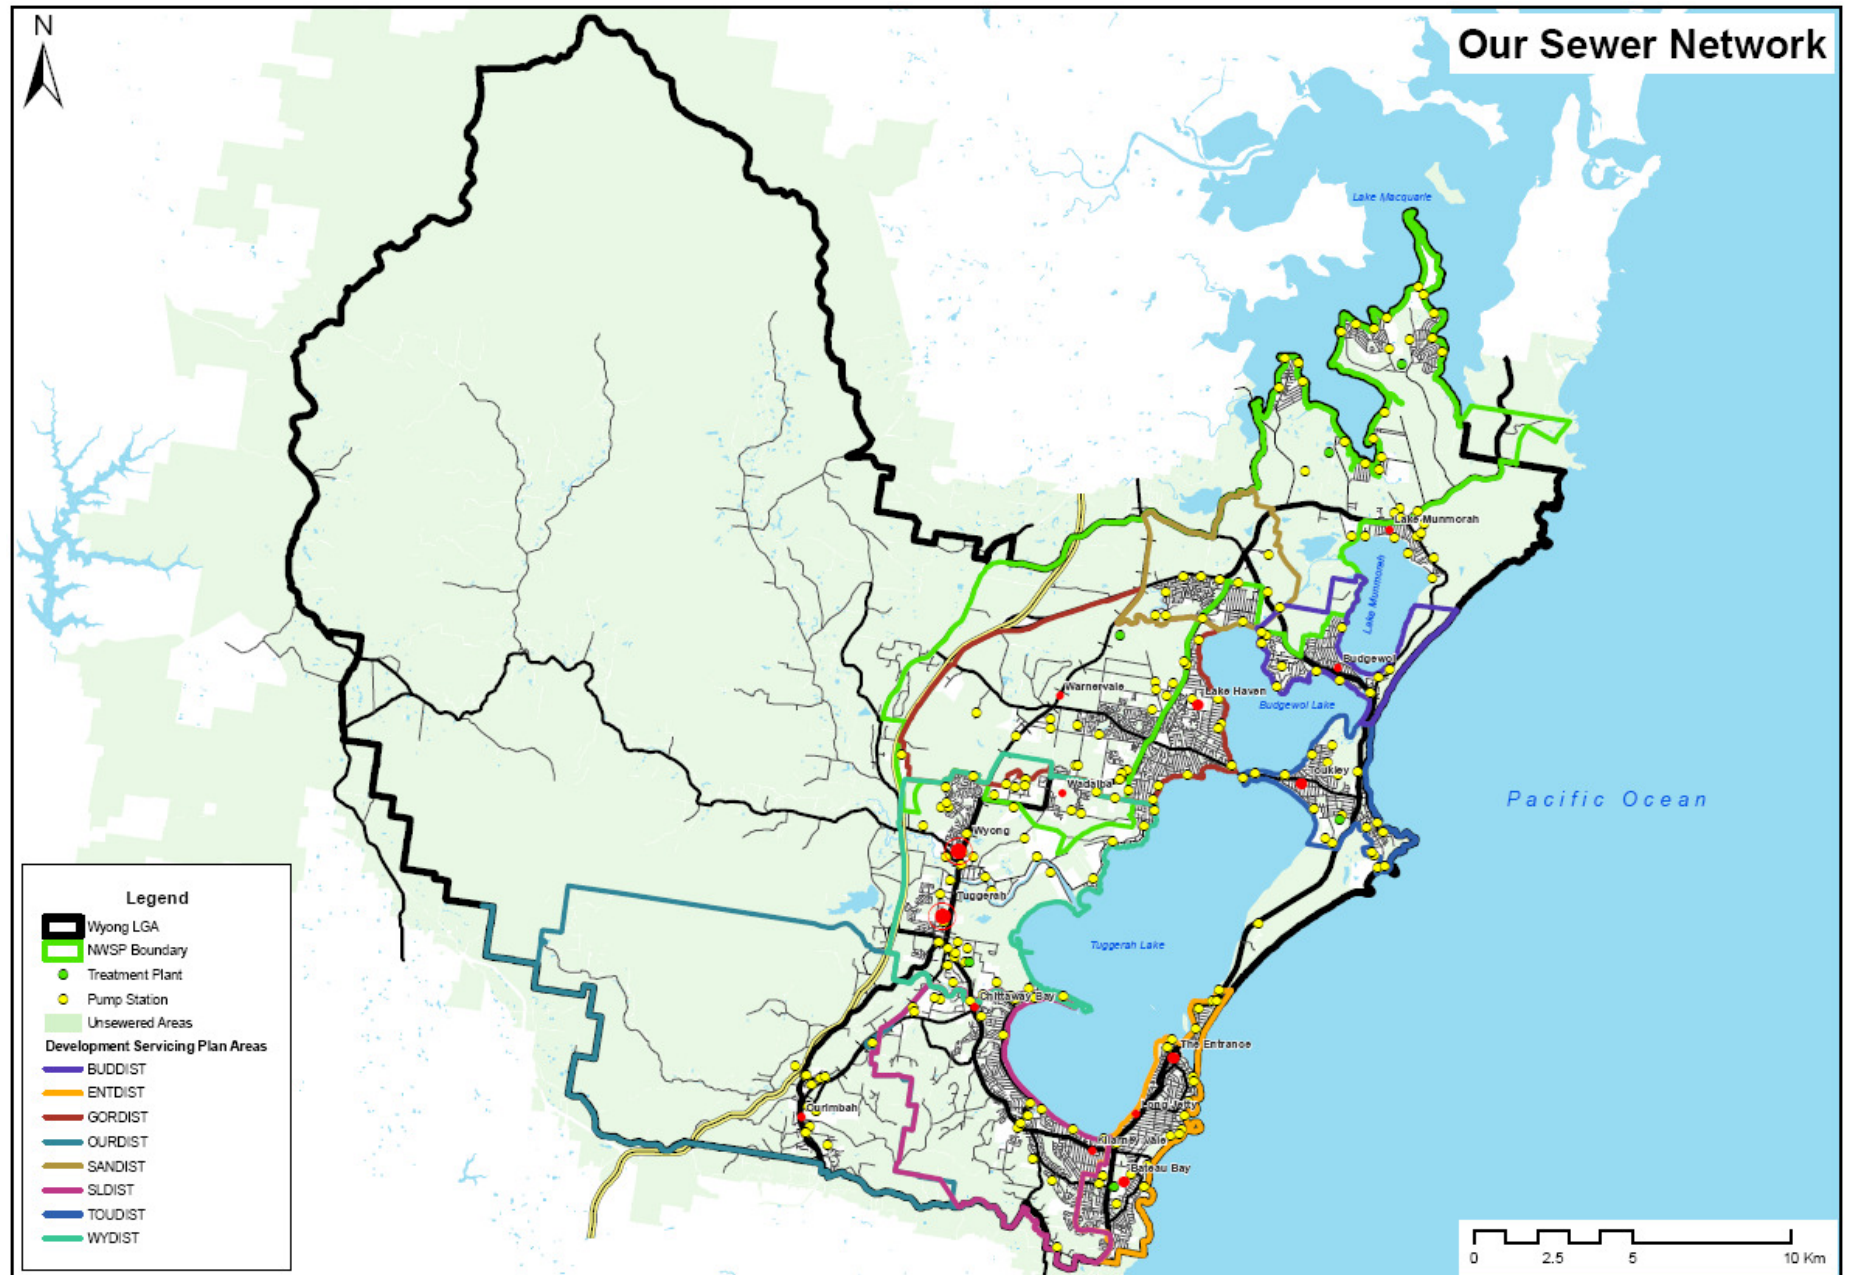 N
Our Sewer Network
Lake Macquarie
Lake Munmorah
Lake Munmorah
Budgewoi
Warnervale
Lake Haven
Budgewoi Lake
Toukley
Wadalba
Pacific Ocean
Wyong
Tuggerah
Tuggerah Lake
Chittaway Bay
The Entrance
Long Jetty
Ourimbah
Killarney Vale
Bateau Bay
Legend
Wyong LGA
NWSP Boundary
Treatment Plant
Pump Station
Unsewered Areas
Development Servicing Plan Areas
BUDDIST
ENTDIST
GORDIST
OURDIST
SANDIST
SLDIST
TOUDIST
WYDIST
0 2.5 5 10 Km